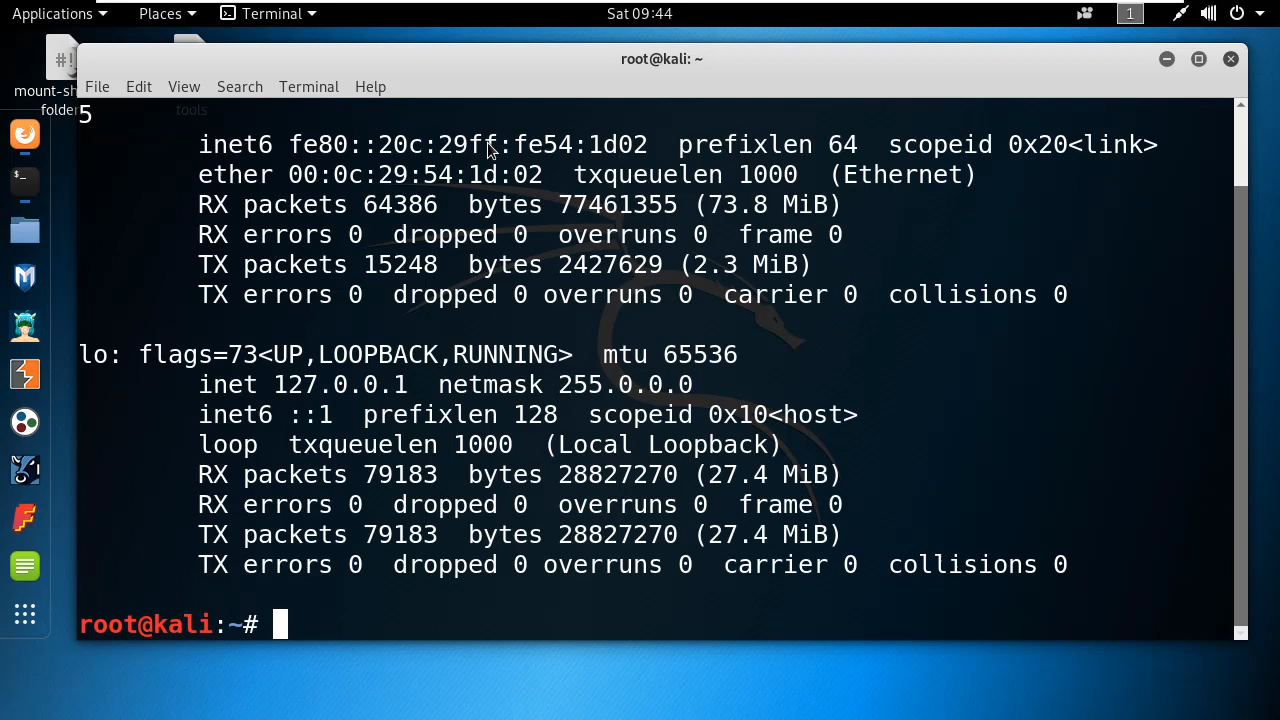 Applications Places Terminal Sat 09:44 1
root@kali: ~
File Edit View Search Terminal Help
#!
mount-sh
folder
tools
5
inet6 fe80::20c:29ff:fe54:1d02 prefixlen 64 scopeid 0x20<link>
ether 00:0c:29:54:1d:02 txqueuelen 1000 (Ethernet)
RX packets 64386 bytes 77461355 (73.8 MiB)
RX errors 0 dropped 0 overruns 0 frame 0
TX packets 15248 bytes 2427629 (2.3 MiB)
TX errors 0 dropped 0 overruns 0 carrier 0 collisions 0
lo: flags=73<UP,LOOPBACK,RUNNING> mtu 65536
inet 127.0.0.1 netmask 255.0.0.0
inet6 ::1 prefixlen 128 scopeid 0x10<host>
loop txqueuelen 1000 (Local Loopback)
RX packets 79183 bytes 28827270 (27.4 MiB)
RX errors 0 dropped 0 overruns 0 frame 0
TX packets 79183 bytes 28827270 (27.4 MiB)
TX errors 0 dropped 0 overruns 0 carrier 0 collisions 0
root@kali:~#